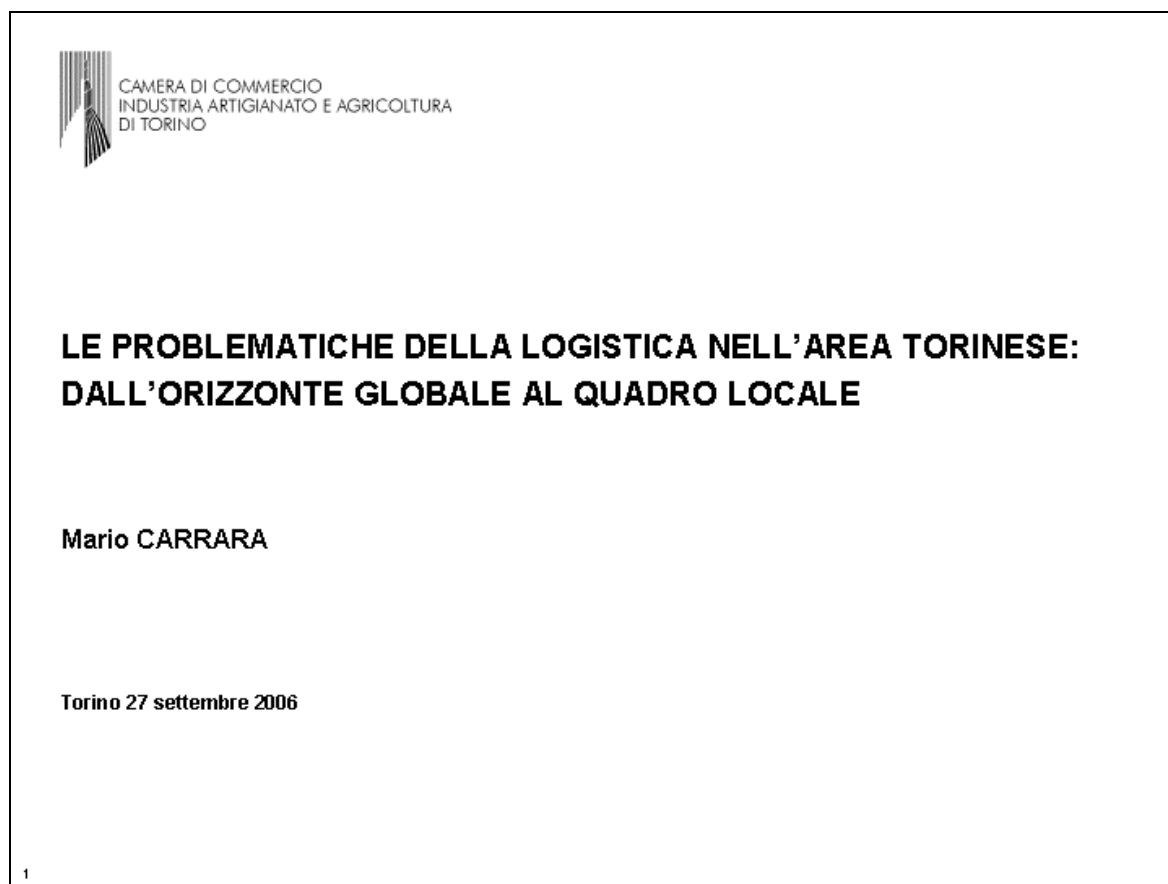 CAMERA DI COMMERCIO
INDUSTRIA ARTIGIANATO E AGRICOLTURA
DI TORINO
LE PROBLEMATICHE DELLA LOGISTICA NELL’AREA TORINESE:
DALL’ORIZZONTE GLOBALE AL QUADRO LOCALE
Mario CARRARA
Torino 27 settembre 2006
1